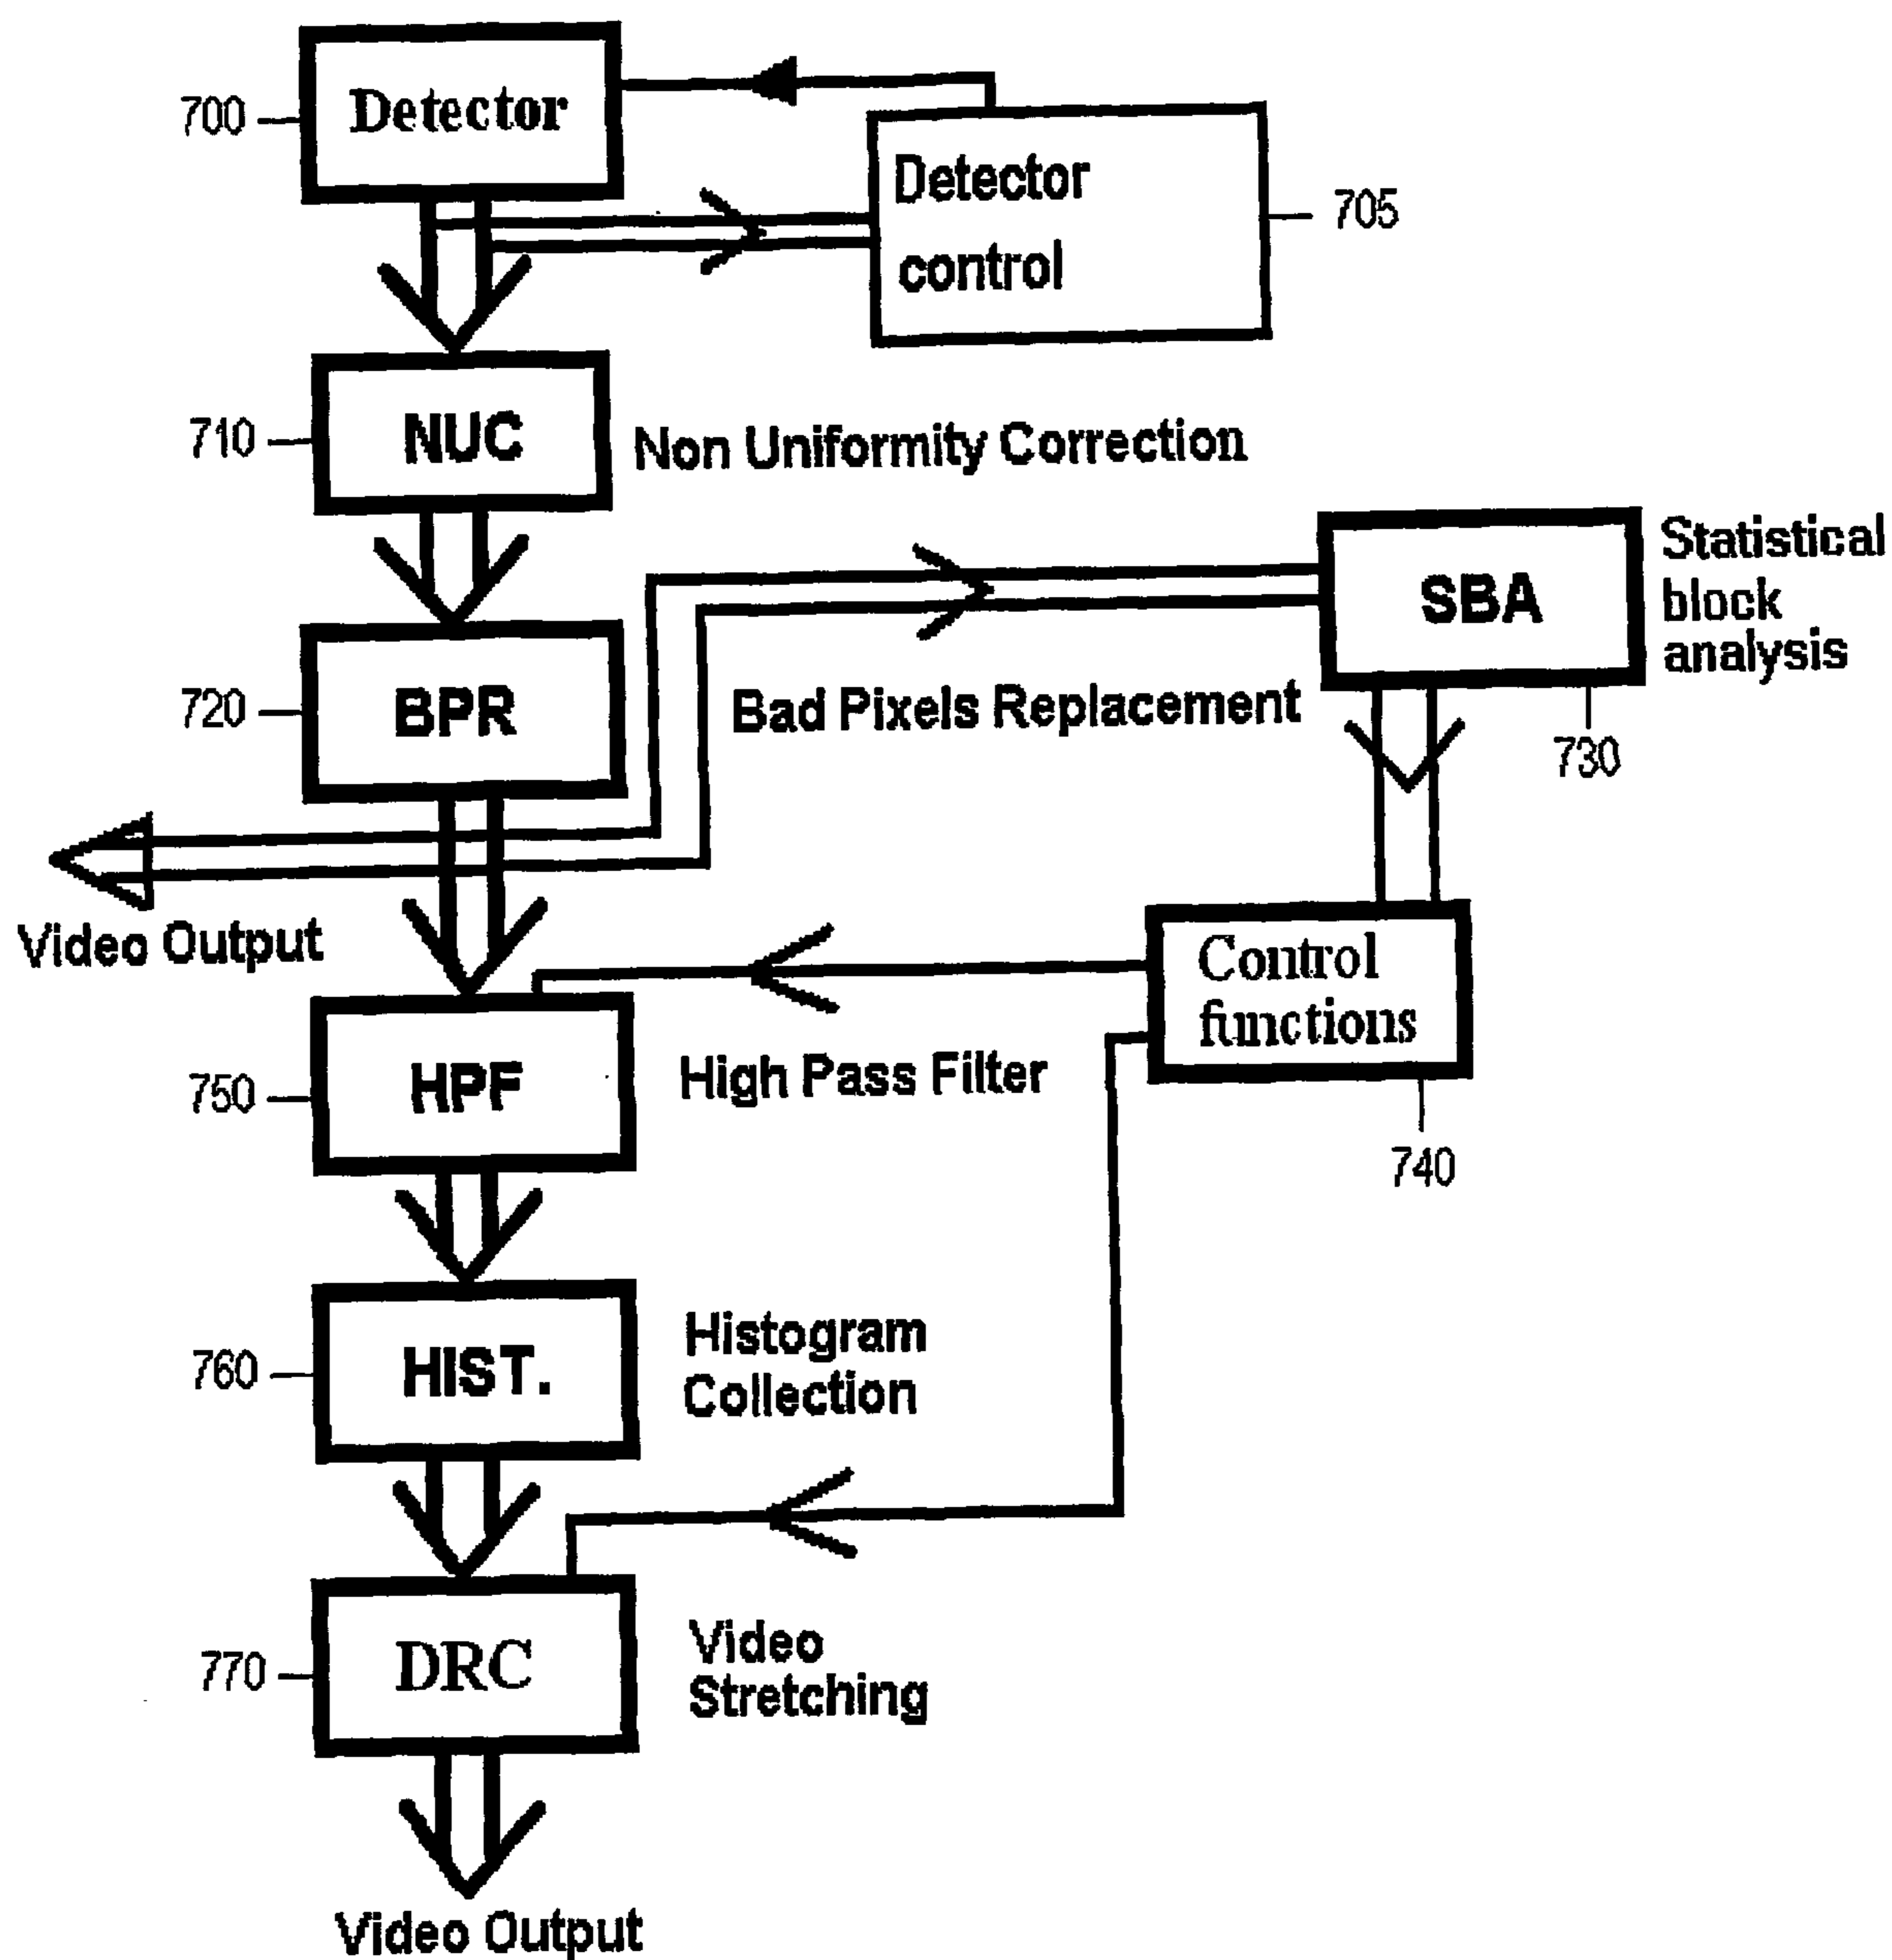 Detector
700
Detector
control
705
NUC
710
Non Uniformity Correction
SBA
Statistical
block
analysis
730
BPR
720
Bad Pixels Replacement
Video Output
Control
functions
740
HPF
750
High Pass Filter
HIST.
760
Histogram
Collection
DRC
770
Video
Stretching
Video Output